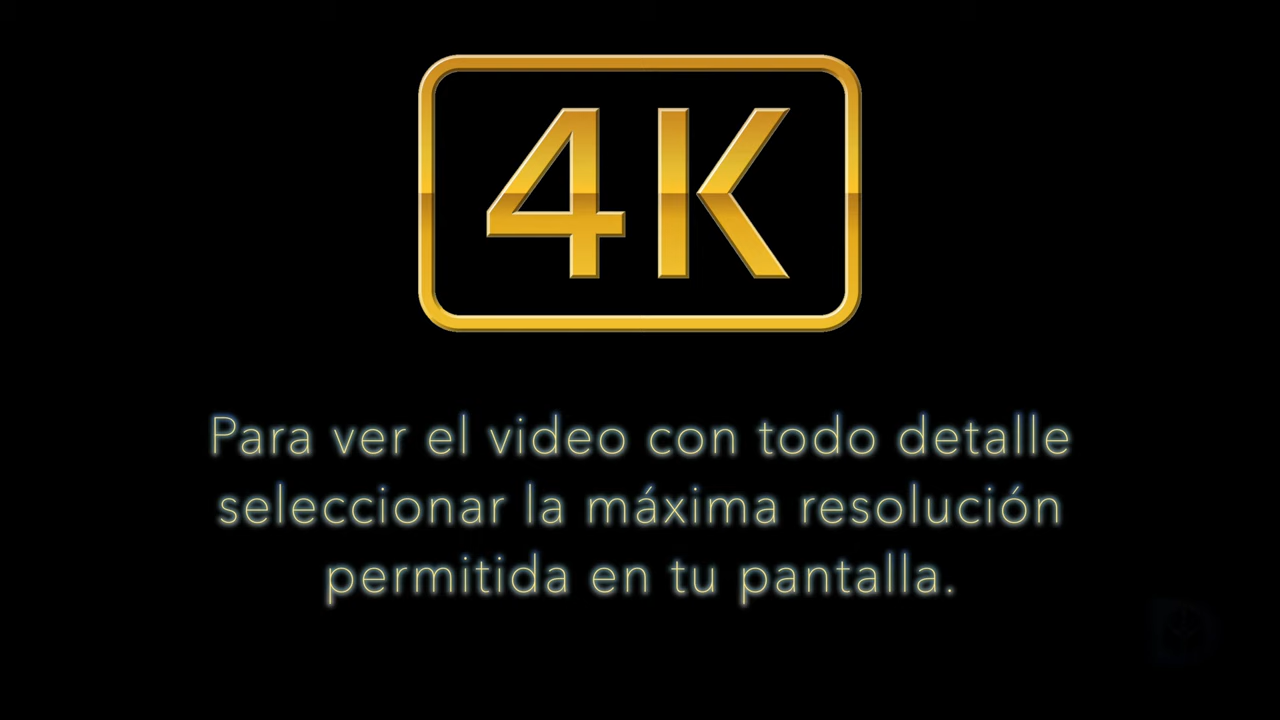 4K
Para ver el video con todo detalle
seleccionar la máxima resolución
permitida en tu pantalla.